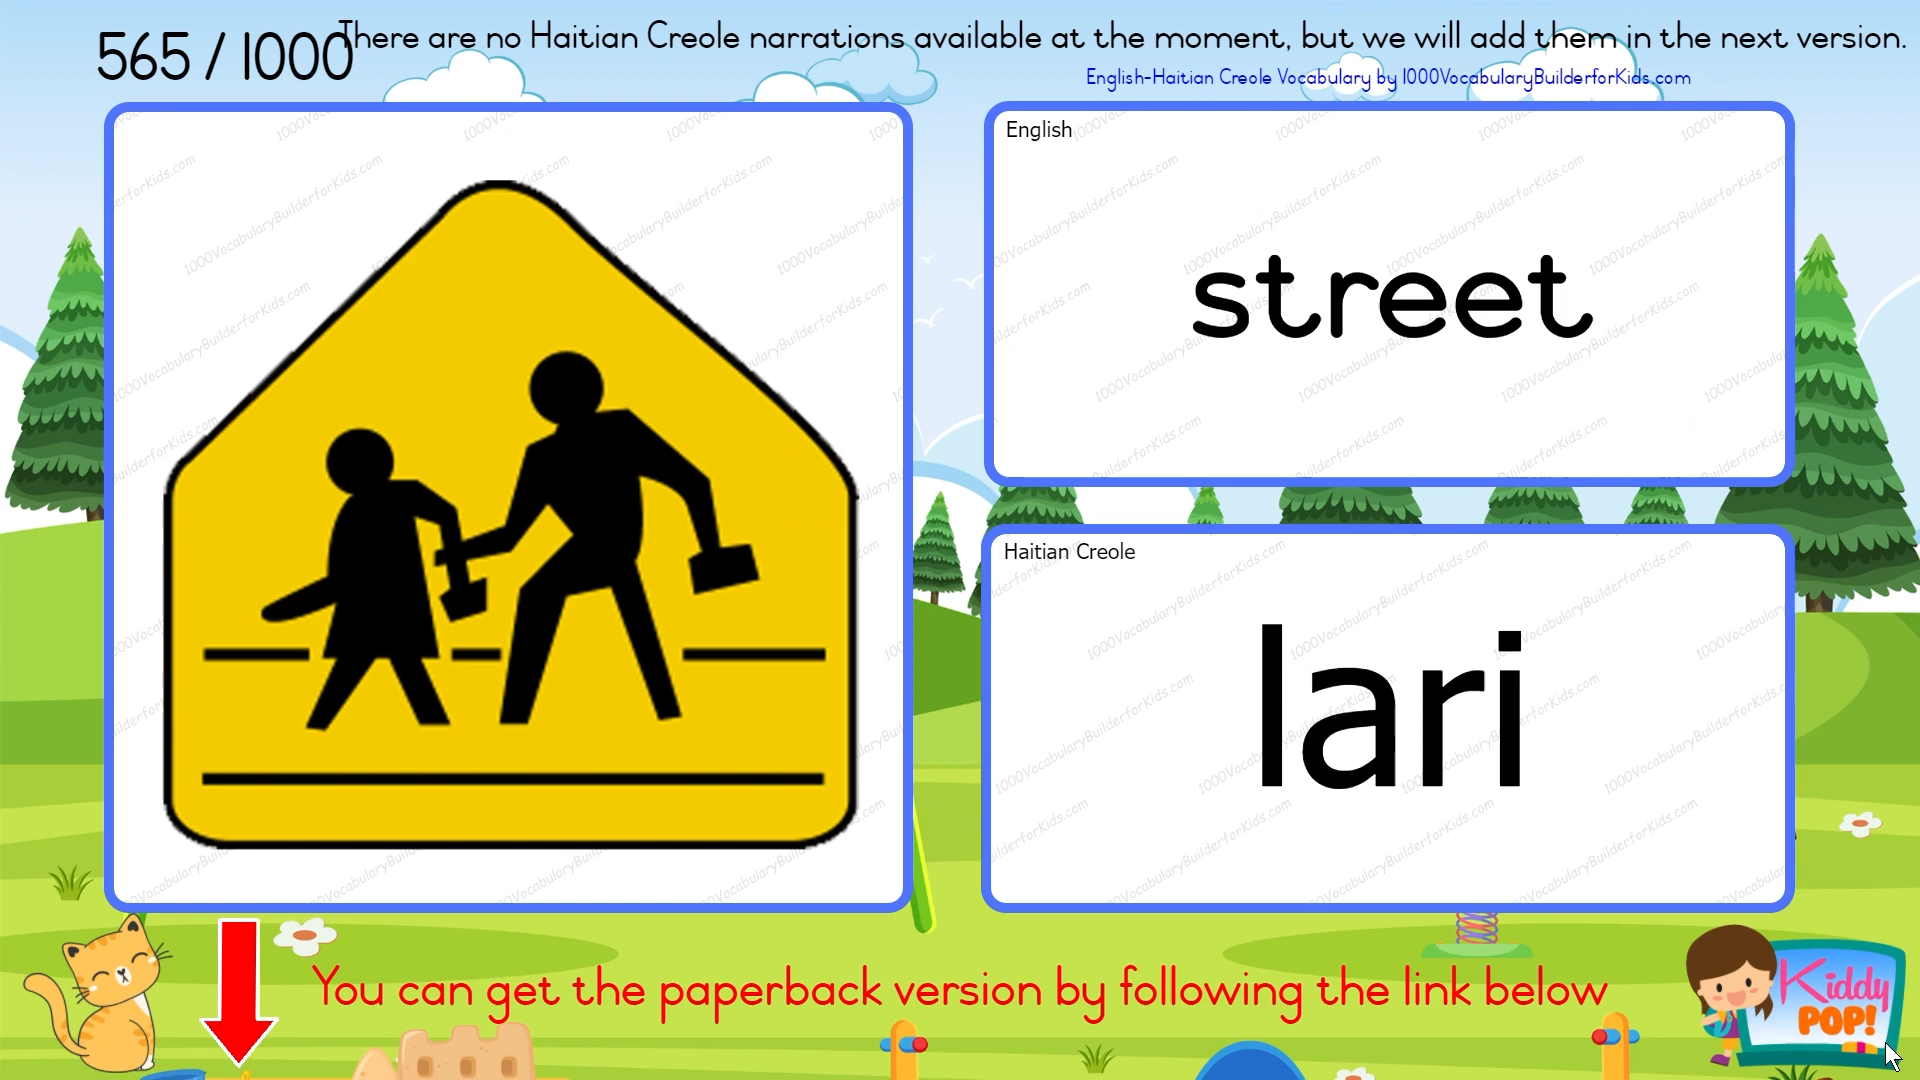 565 / 1000
There are no Haitian Creole narrations available at the moment, but we will add them in the next version.
English-Haitian Creole Vocabulary by 1000VocabularyBuilderforKids.com
English
street
Haitian Creole
lari
You can get the paperback version by following the link below
Kiddy
POP!
1000VocabularyBuilderforKids.com